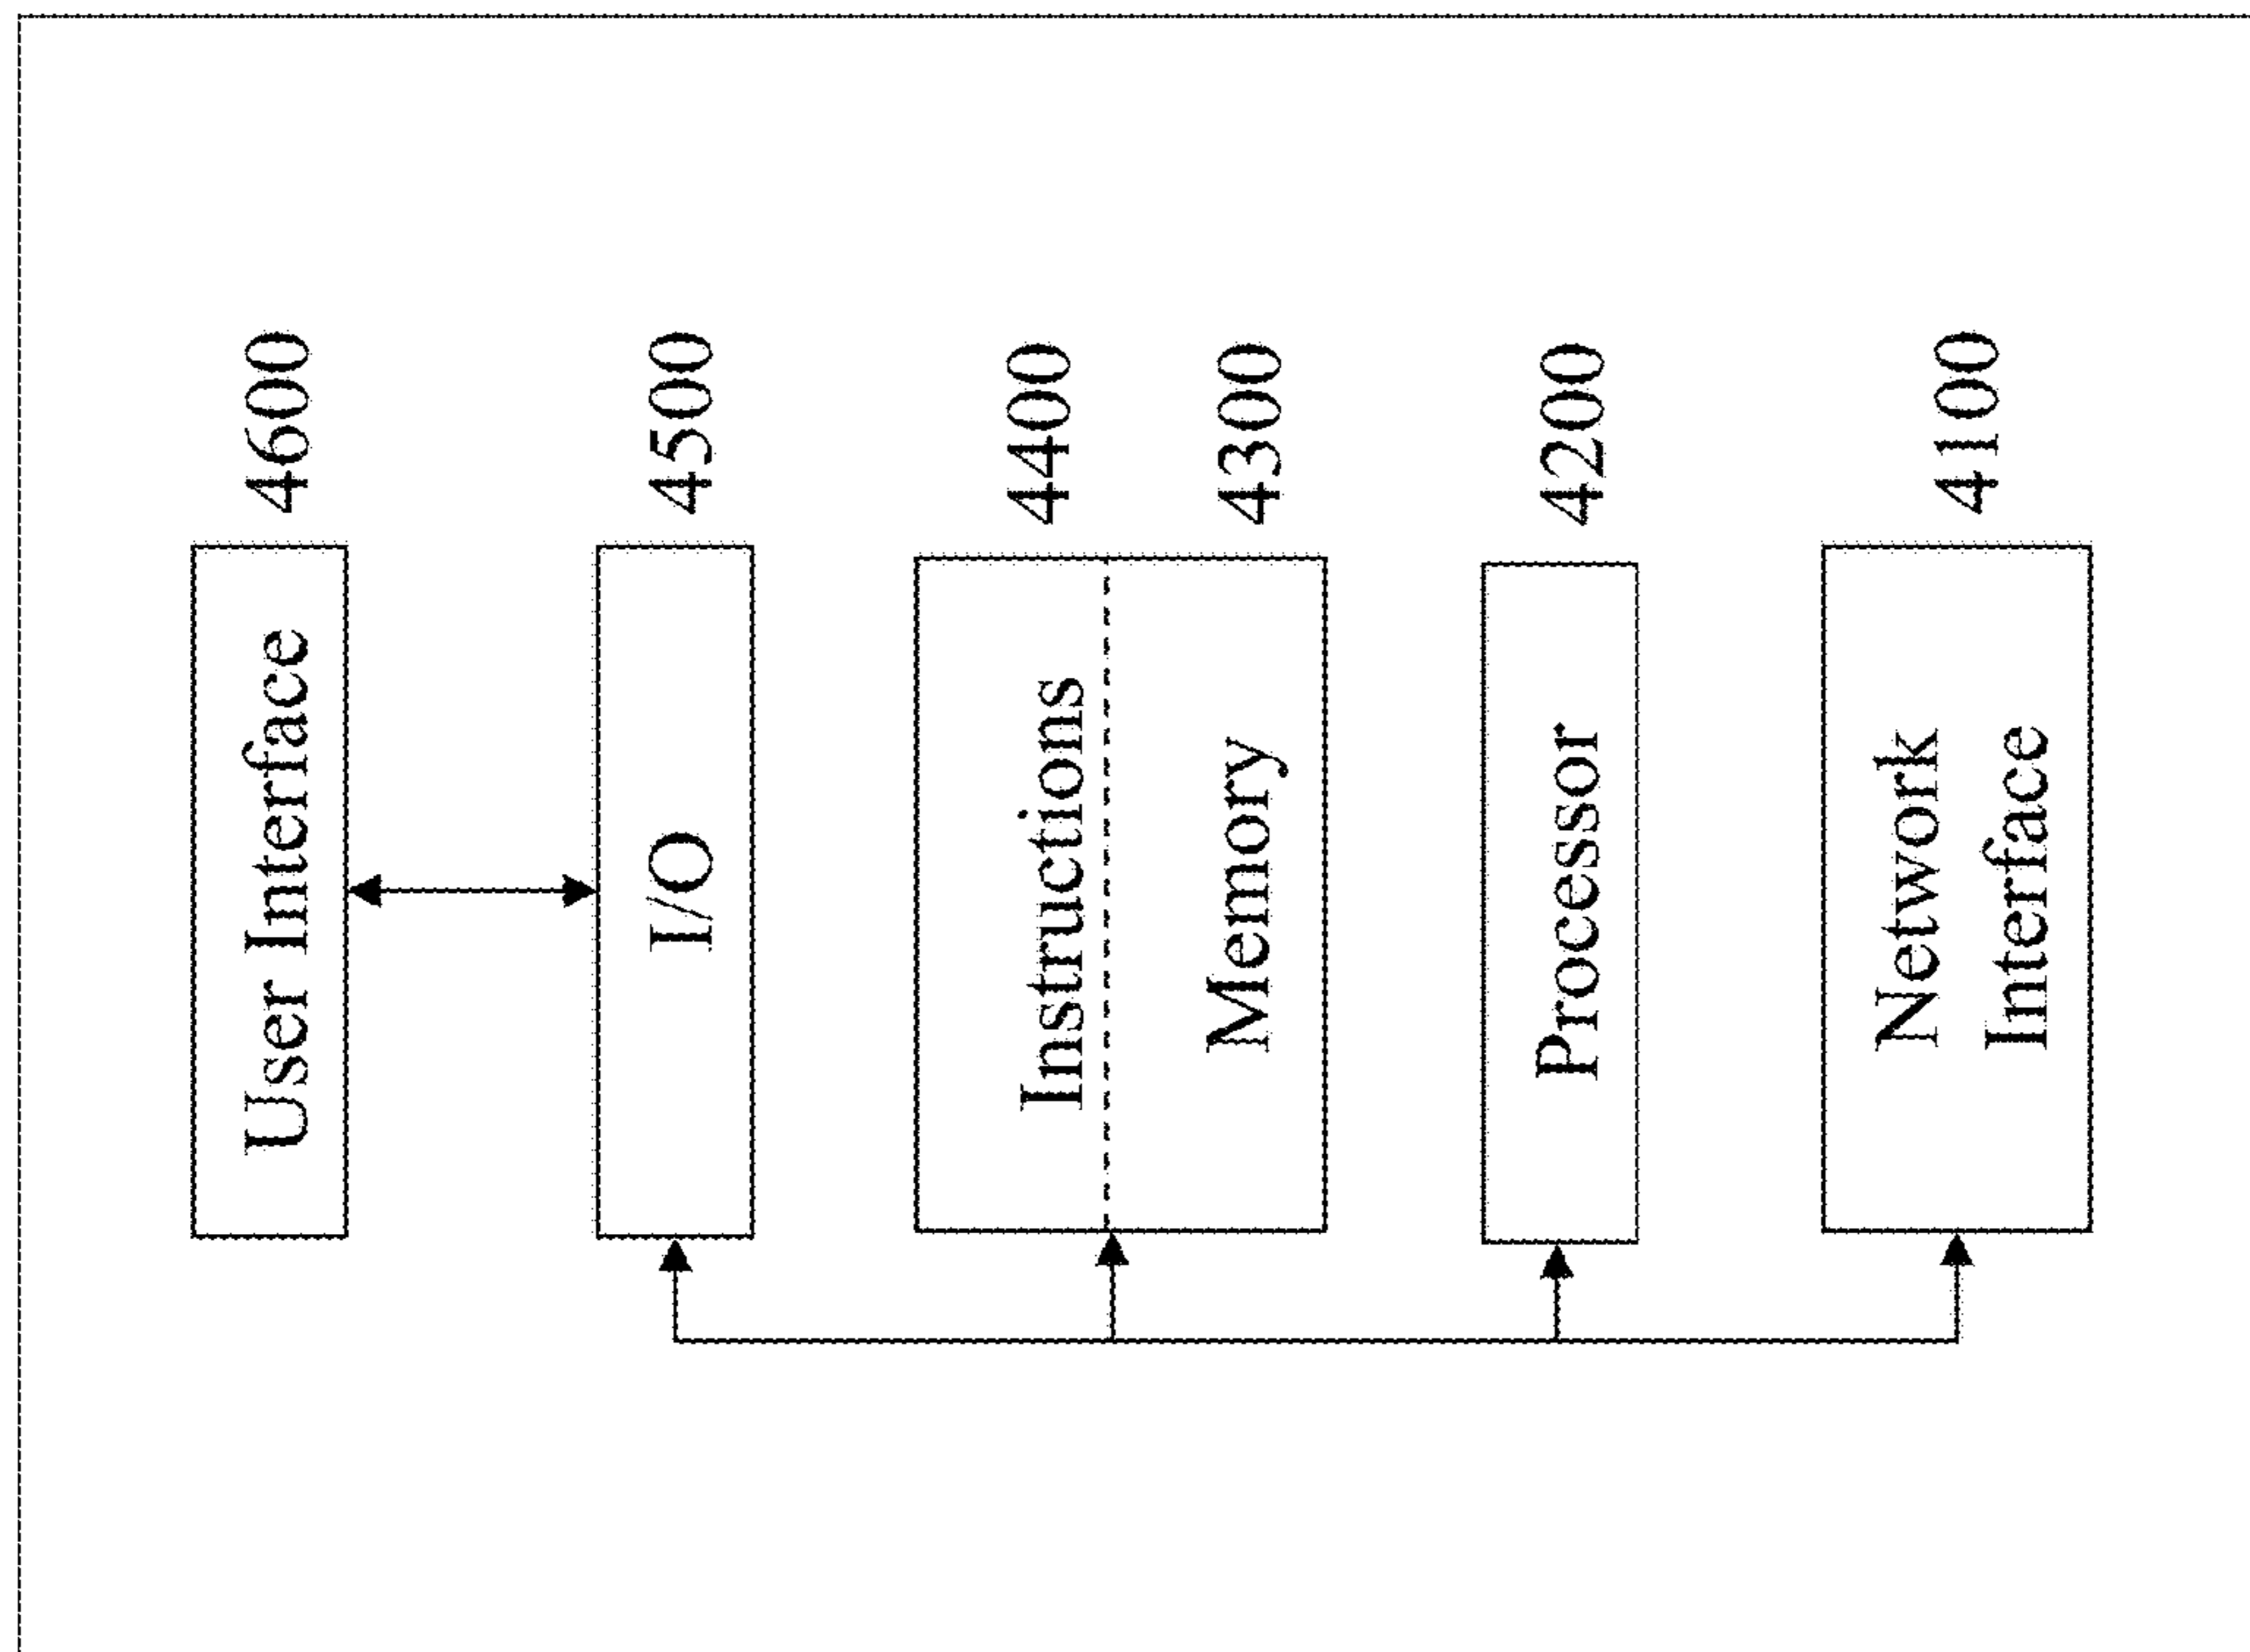 User Interface 4600
I/O 4500
Instructions 4400
Memory 4300
Processor 4200
Network 4100
Interface